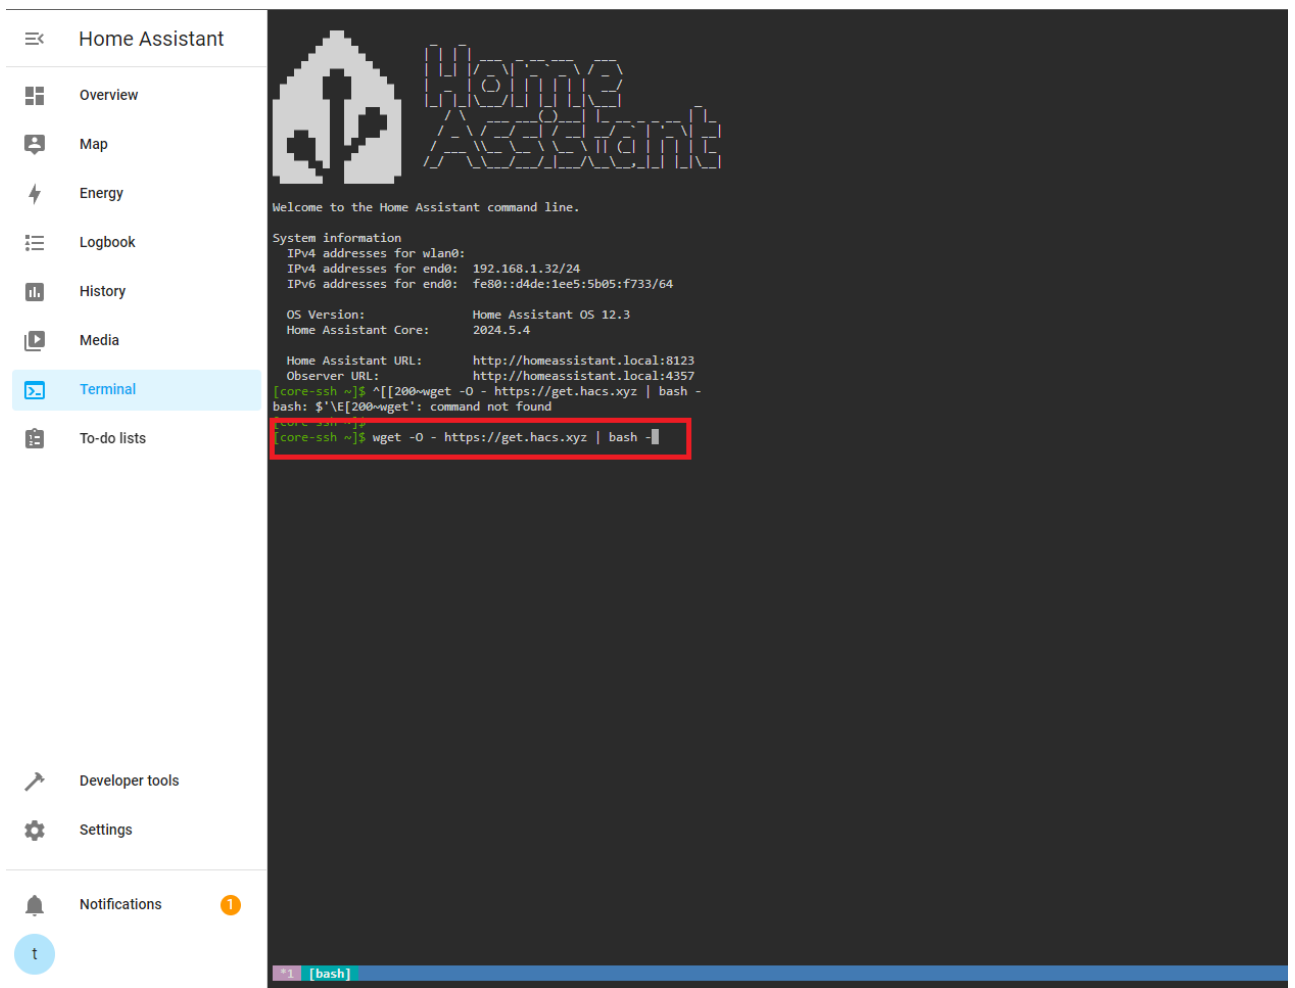 Home Assistant
Overview
Map
Energy
Logbook
History
Media
Terminal
To-do lists
Developer tools
Settings
Notifications 1
t
Home
Assistant
Welcome to the Home Assistant command line.
System information
IPv4 addresses for wlan0:
IPv4 addresses for end0: 192.168.1.32/24
IPv6 addresses for end0: fe80::d4de:1ee5:5b05:f733/64
OS Version: Home Assistant OS 12.3
Home Assistant Core: 2024.5.4
Home Assistant URL: http://homeassistant.local:8123
Observer URL: http://homeassistant.local:4357
[core-ssh ~]$ ^[[200~wget -O - https://get.hacs.xyz | bash -
bash: $'\E[200~wget': command not found
[core-ssh ~]$
[core-ssh ~]$ wget -O - https://get.hacs.xyz | bash -
*1 [bash]